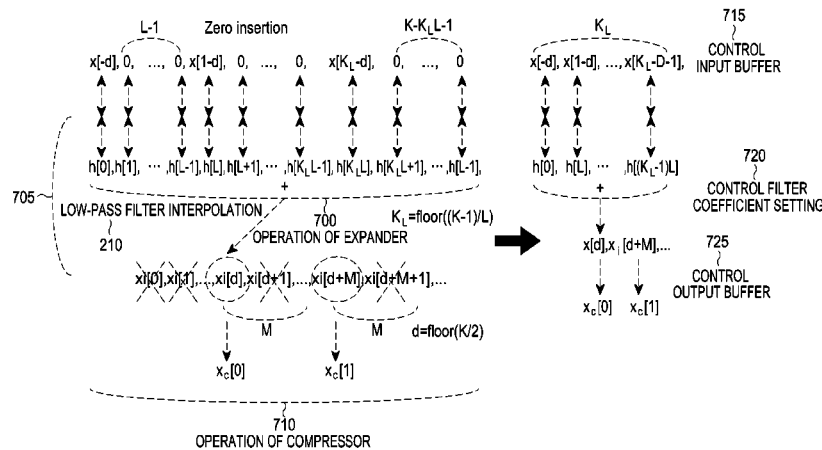 L-1 Zero insertion K-K_L L-1
x[-d], 0, ..., 0, x[1-d], 0, ..., 0, x[K_L-d], 0, ..., 0
h[0],h[1], ...,h[L-1],h[L],h[L+1], ...,h[K_L L-1],h[K_L L],h[K_L L+1], ...,h[L-1],
+
705
LOW-PASS FILTER INTERPOLATION
210
700
OPERATION OF EXPANDER
K_L=floor((K-1)/L)
xi[0],xi[1],...,xi[d],xi[d+1],...,xi[d+M],xi[d+M+1],...
M M d=floor(K/2)
x_c[0] x_c[1]
710
OPERATION OF COMPRESSOR
K_L
x[-d], x[1-d], ...,x[K_L-D-1],
h[0], h[L], ... h[(K_L-1)L]
+
x[d],x_i[d+M],...
x_c[0] x_c[1]
715
CONTROL
INPUT BUFFER
720
CONTROL FILTER
COEFFICIENT SETTING
725
CONTROL
OUTPUT BUFFER